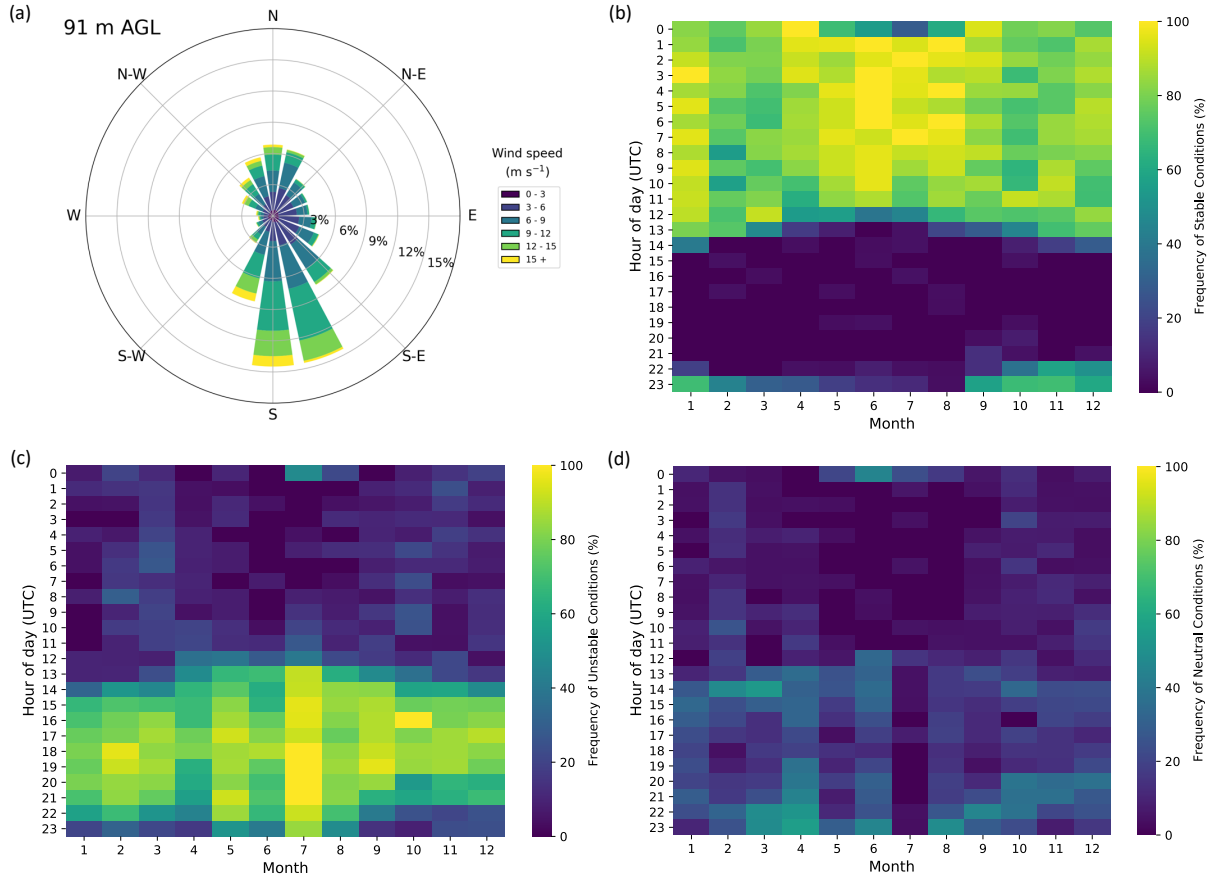 (a)
91 m AGL
N
N-W
N-E
W
E
3%
6%
9%
12%
15%
S-W
S-E
S
Wind speed
(m s⁻¹)
0 - 3
3 - 6
6 - 9
9 - 12
12 - 15
15 +
(b)
Hour of day (UTC)
0
1
2
3
4
5
6
7
8
9
10
11
12
13
14
15
17
18
19
20
21
22
23
1 2 3 4 5 6 7 8 9 10 11 12
Month
100
80
60
40
20
0
Frequency of Stable Conditions (%)
(c)
Hour of day (UTC)
0
1
2
3
4
5
6
7
8
9
10
11
12
13
14
15
16
17
18
19
20
21
22
23
1 2 3 4 5 6 7 8 9 10 11 12
Month
100
80
60
40
20
0
Frequency of Unstable Conditions (%)
(d)
Hour of day (UTC)
0
1
2
3
4
5
6
7
8
9
10
11
12
13
14
15
16
17
18
19
20
21
22
23
1 2 3 4 5 6 7 8 9 10 11 12
Month
100
80
60
40
20
0
Frequency of Neutral Conditions (%)